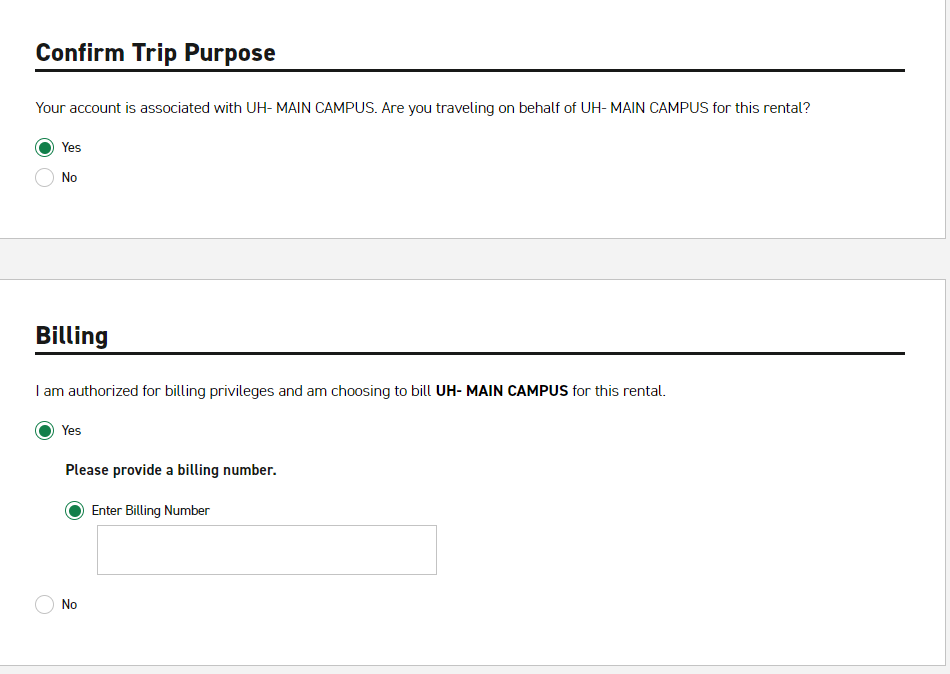 Confirm Trip Purpose
Your account is associated with UH- MAIN CAMPUS. Are you traveling on behalf of UH- MAIN CAMPUS for this rental?
Yes
No
Billing
I am authorized for billing privileges and am choosing to bill UH- MAIN CAMPUS for this rental.
Yes
Please provide a billing number.
Enter Billing Number
No